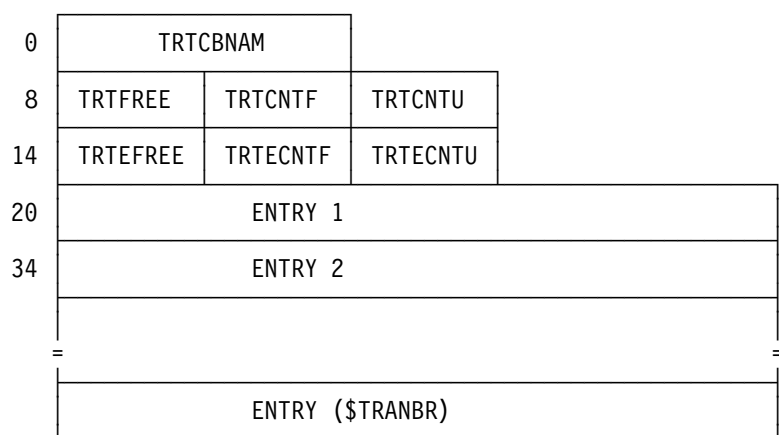 0 TRTCBNAM
8 TRTFREE TRTCNTF TRTCNTU
14 TRTEFREE TRTECNTF TRTECNTU
20 ENTRY 1
34 ENTRY 2
= =
ENTRY ($TRANBR)